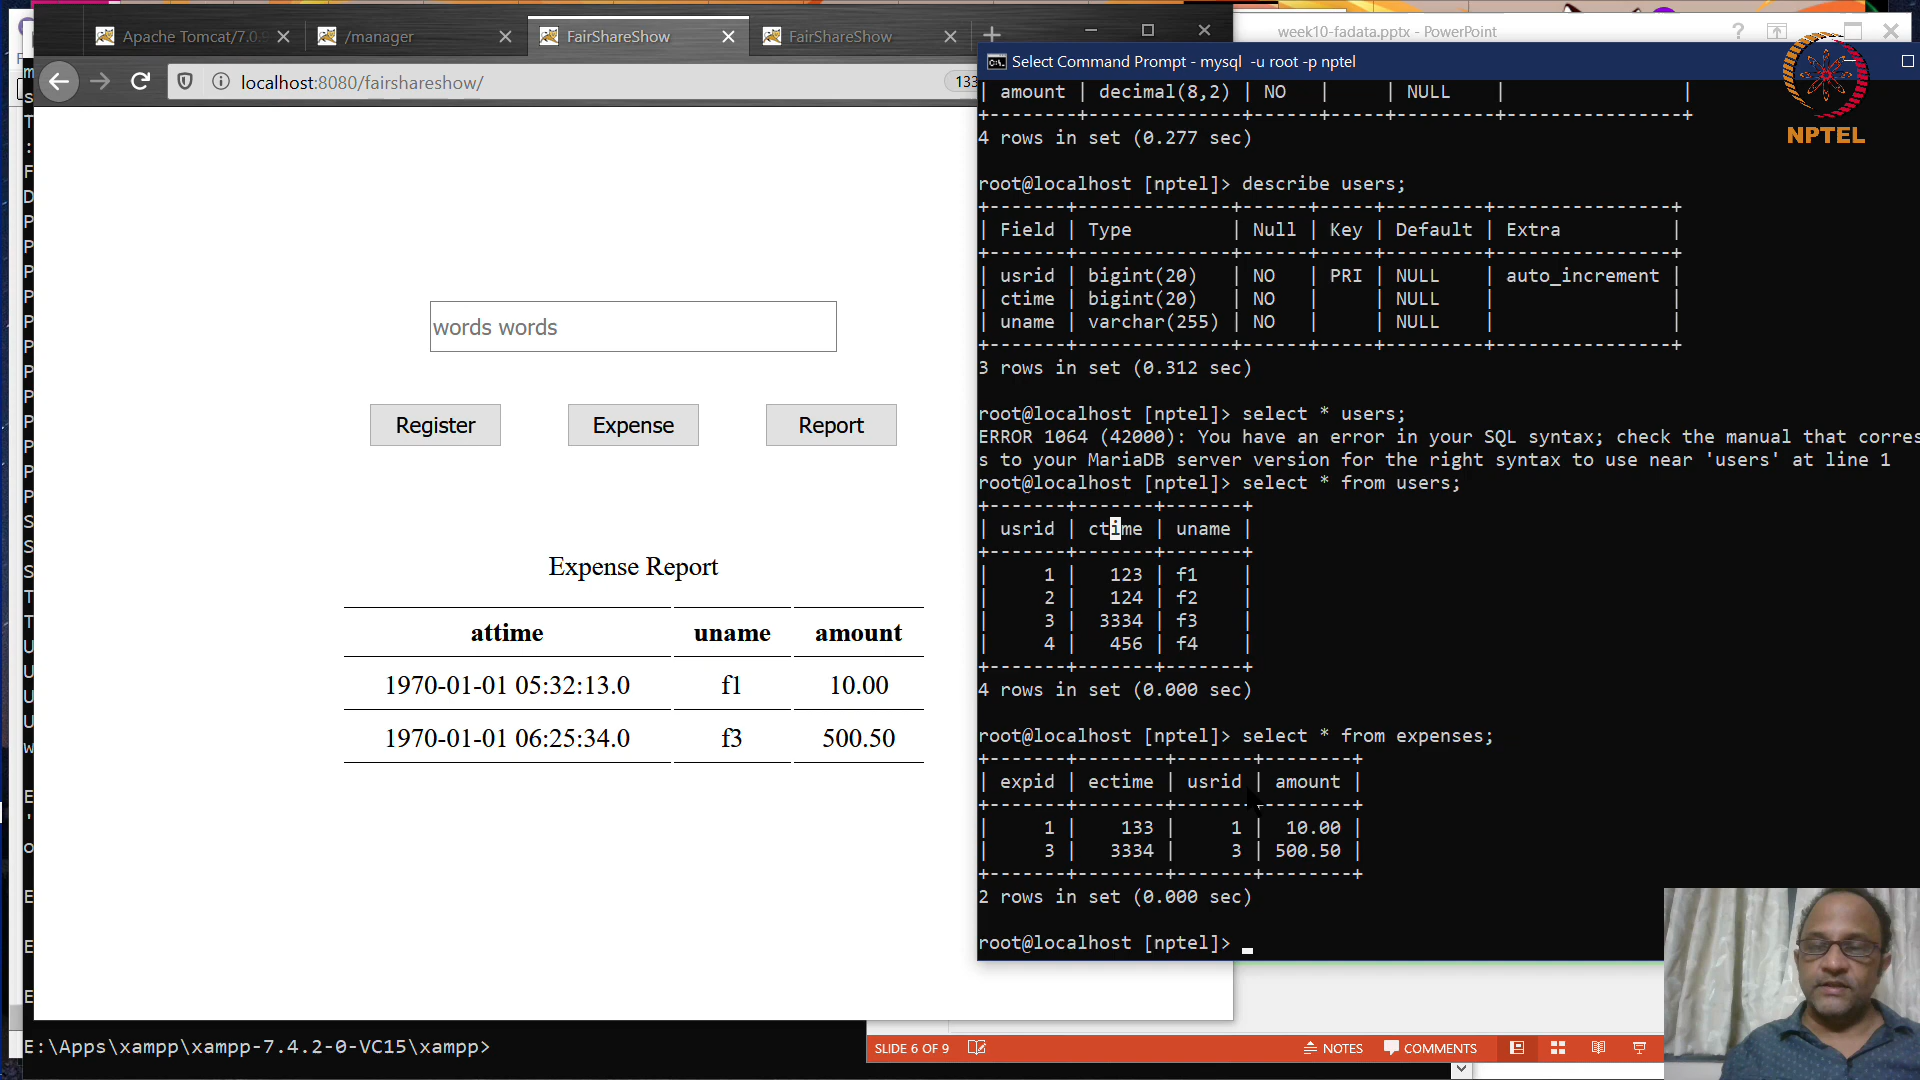 Apache Tomcat/7.0.9
/manager
FairShareShow
FairShareShow
week10-fadata.pptx - PowerPoint
localhost:8080/fairshareshow/
133
words words
Register
Expense
Report
Expense Report
attime uname amount
1970-01-01 05:32:13.0 f1 10.00
1970-01-01 06:25:34.0 f3 500.50
Select Command Prompt - mysql -u root -p nptel
| amount | decimal(8,2) | NO | | NULL | |
+--------+--------------+------+-----+---------+----------------+
4 rows in set (0.277 sec)
root@localhost [nptel]> describe users;
+-------+--------------+------+-----+---------+----------------+
| Field | Type | Null | Key | Default | Extra |
+-------+--------------+------+-----+---------+----------------+
| usrid | bigint(20) | NO | PRI | NULL | auto_increment |
| ctime | bigint(20) | NO | | NULL | |
| uname | varchar(255) | NO | | NULL | |
+-------+--------------+------+-----+---------+----------------+
3 rows in set (0.312 sec)
root@localhost [nptel]> select * users;
ERROR 1064 (42000): You have an error in your SQL syntax; check the manual that corres
s to your MariaDB server version for the right syntax to use near 'users' at line 1
root@localhost [nptel]> select * from users;
+-------+-------+-------+
| usrid | ctime | uname |
+-------+-------+-------+
| 1 | 123 | f1 |
| 2 | 124 | f2 |
| 3 | 3334 | f3 |
| 4 | 456 | f4 |
+-------+-------+-------+
4 rows in set (0.000 sec)
root@localhost [nptel]> select * from expenses;
+-------+--------+-------+--------+
| expid | ectime | usrid | amount |
+-------+--------+-------+--------+
| 1 | 133 | 1 | 10.00 |
| 3 | 3334 | 3 | 500.50 |
+-------+--------+-------+--------+
2 rows in set (0.000 sec)
root@localhost [nptel]>
NPTEL
E:\Apps\xampp\xampp-7.4.2-0-VC15\xampp>
SLIDE 6 OF 9
NOTES
COMMENTS